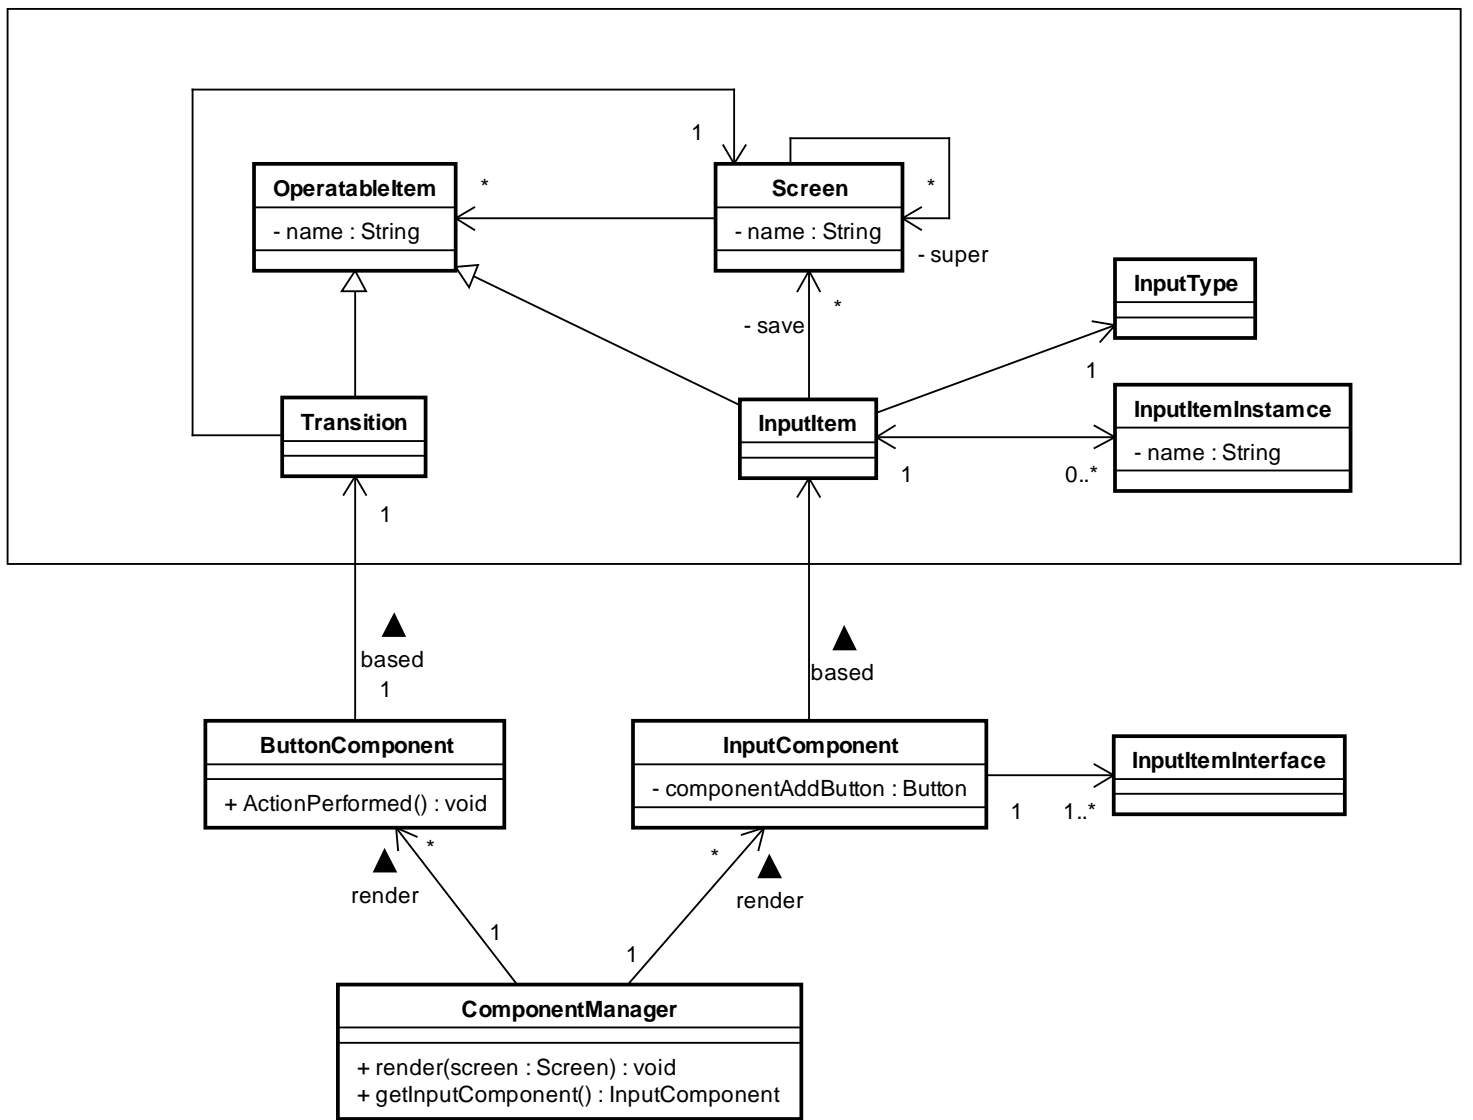 1
OperatableItem
- name : String
*
Screen
- name : String
*
- super
InputType
- save
*
1
Transition
InputItem
InputItemInstamce
- name : String
1
0..*
1
based
1
based
ButtonComponent
+ ActionPerformed() : void
InputComponent
- componentAddButton : Button
1
1..*
InputItemInterface
*
render
*
render
1
1
ComponentManager
+ render(screen : Screen) : void
+ getInputComponent() : InputComponent